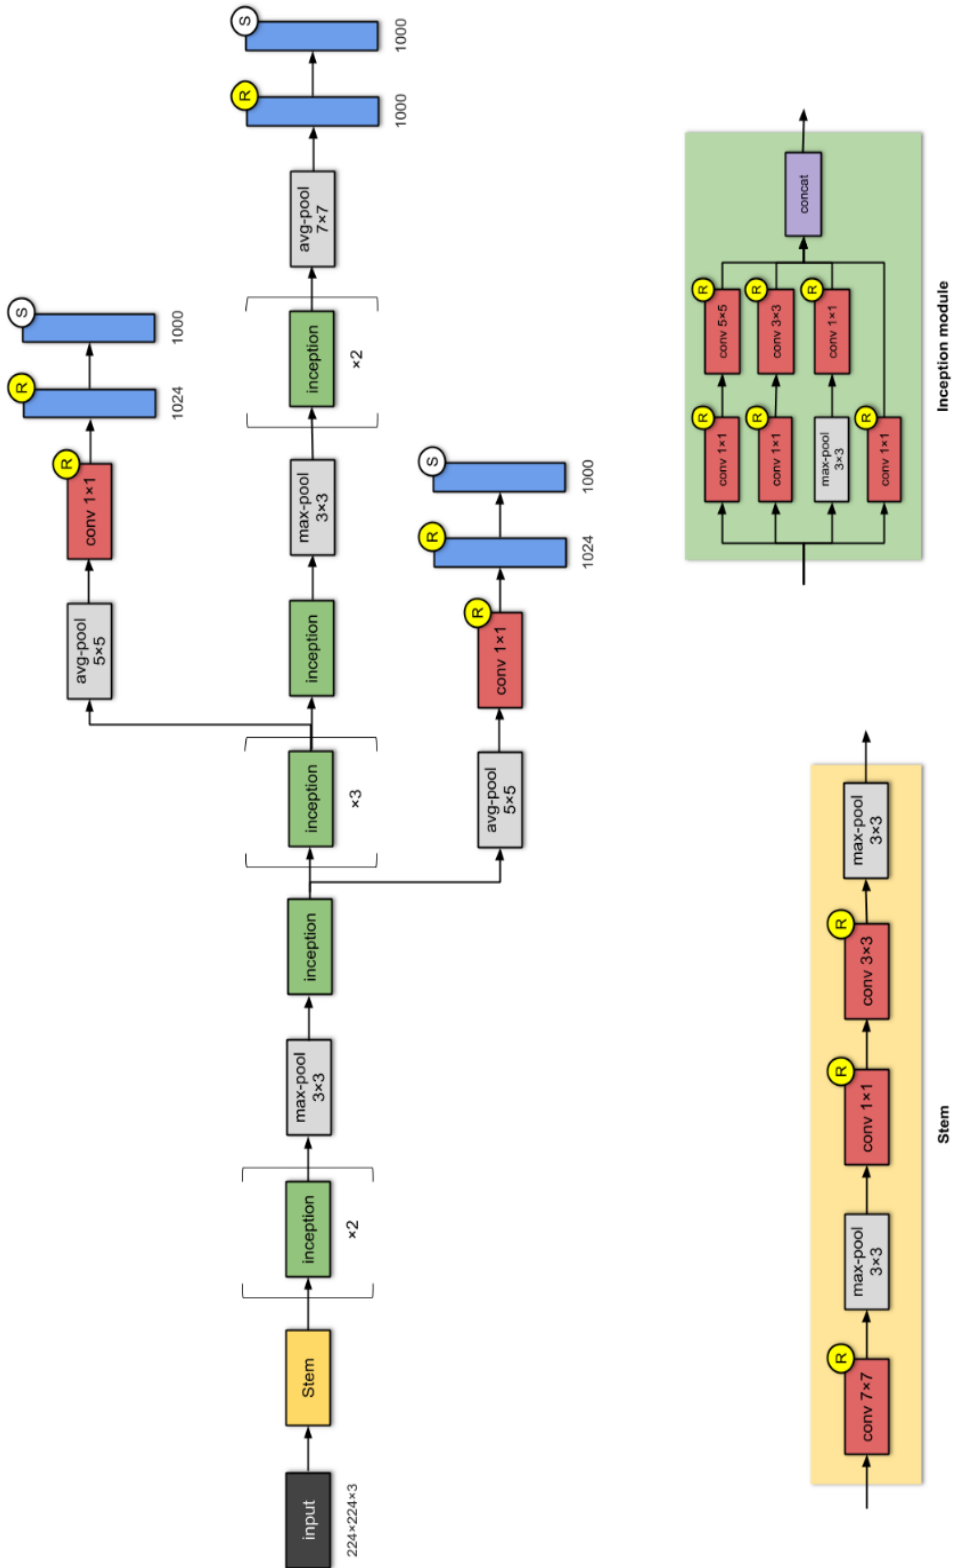 input
224×224×3
Stem
inception
×2
max-pool
3×3
inception
inception
×3
inception
max-pool
3×3
inception
×2
avg-pool
7×7
R
1000
S
1000
avg-pool
5×5
conv 1×1
R
R
1024
S
1000
avg-pool
5×5
conv 1×1
R
R
1024
S
1000
conv 7×7
R
max-pool
3×3
conv 1×1
R
conv 3×3
R
max-pool
3×3
Stem
conv 1×1
R
conv 5×5
R
conv 1×1
R
conv 3×3
R
max-pool
3×3
conv 1×1
R
conv 1×1
R
concat
Inception module